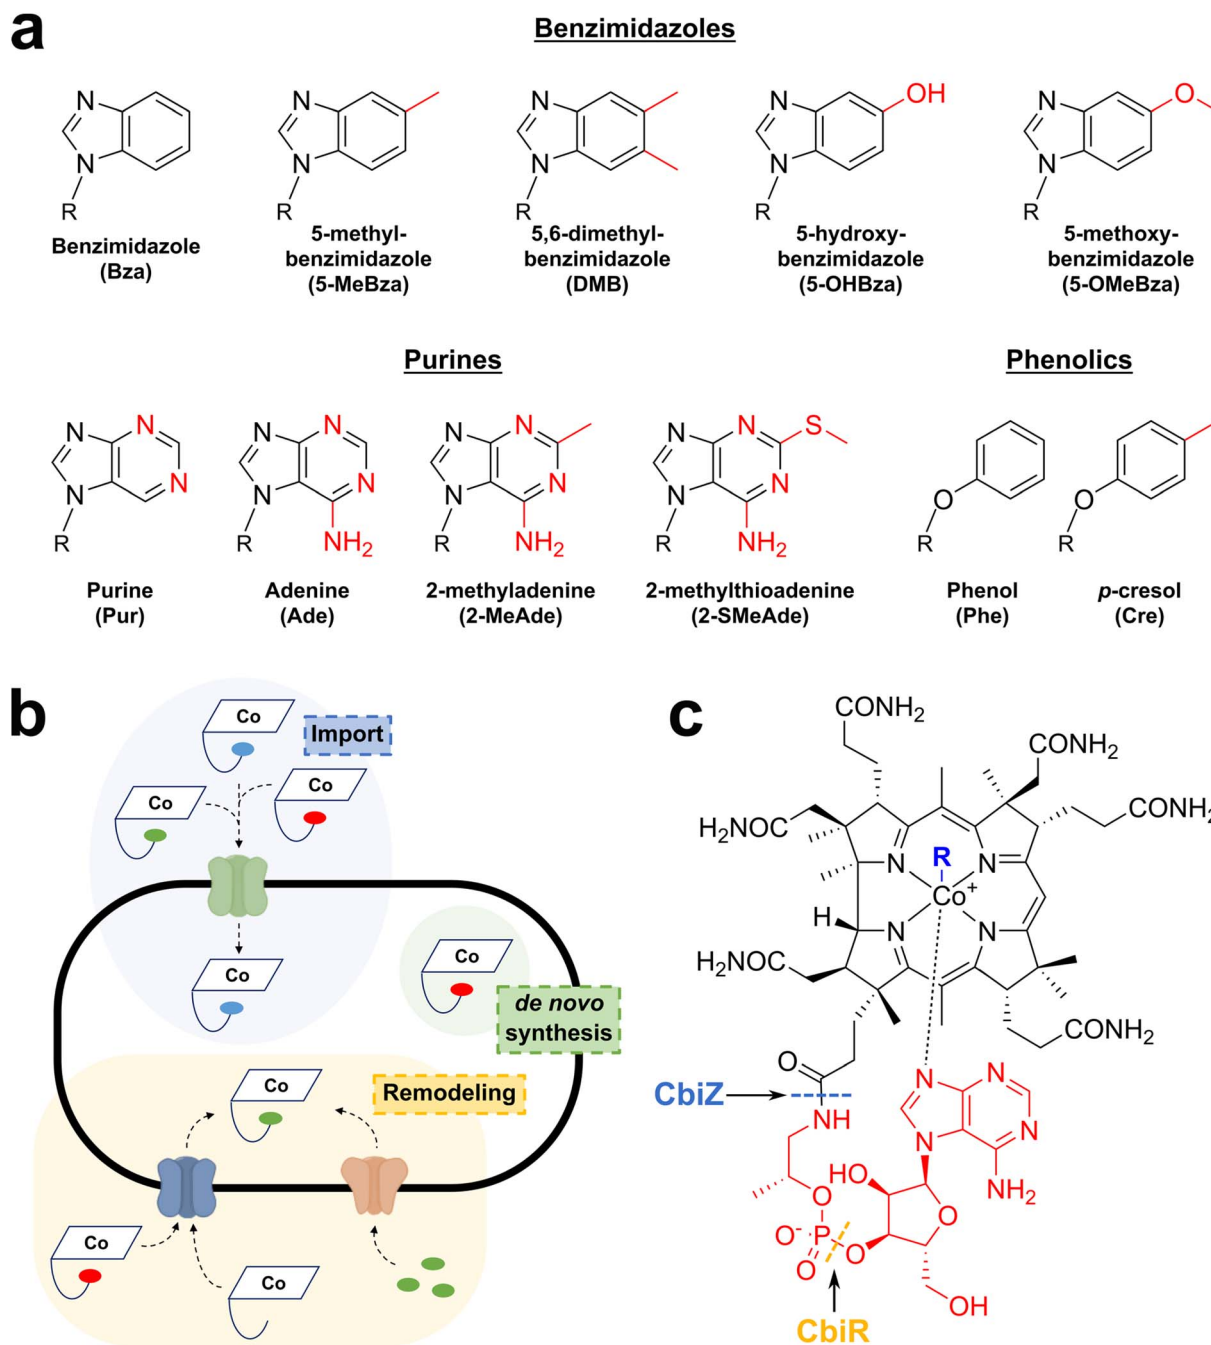 a
Benzimidazoles
N
N
R
Benzimidazole
(Bza)
N
N
R
5-methyl-
benzimidazole
(5-MeBza)
N
N
R
5,6-dimethyl-
benzimidazole
(DMB)
N
N
R
OH
5-hydroxy-
benzimidazole
(5-OHBza)
N
N
R
O
5-methoxy-
benzimidazole
(5-OMeBza)
Purines
Phenolics
N
N
N
N
R
Purine
(Pur)
N
N
N
N
R
NH2
Adenine
(Ade)
N
N
N
N
R
NH2
2-methyladenine
(2-MeAde)
N
N
N
N
S
R
NH2
2-methylthioadenine
(2-SMeAde)
O
R
Phenol
(Phe)
O
R
p-cresol
(Cre)
b
Co
Import
Co
Co
Co
Co
de novo
synthesis
Remodeling
Co
Co
Co
c
CONH2
CONH2
H2NOC
CONH2
R
N
N
Co+
H
N
N
H2NOC
CONH2
O
CbiZ
NH
N
N
N
N
NH2
HO
O
O
O-
P
O
O
OH
CbiR